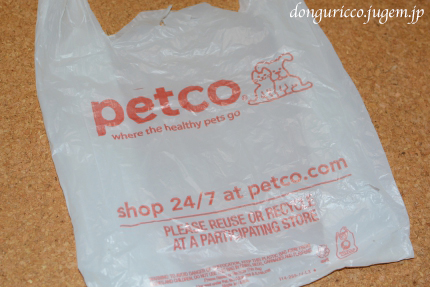 donguricco.jugem.jp
petco
where the healthy pets go
shop 24/7 at petco.com
PLEASE REUSE OR RECYCLE
AT A PARTICIPATING STORE